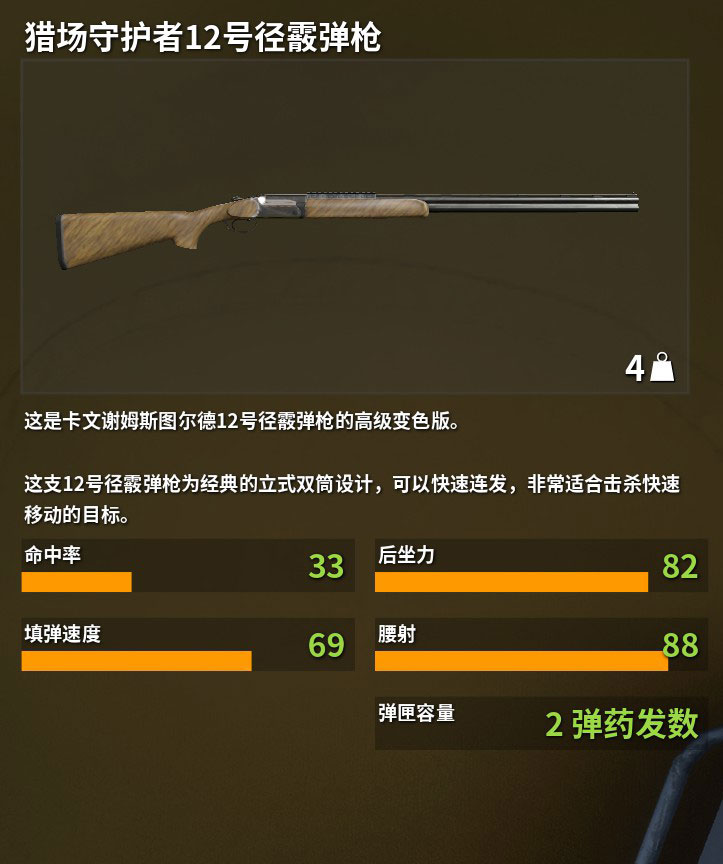 猎场守护者12号径霰弹枪
4
这是卡文谢姆斯图尔德12号径霰弹枪的高级变色版。
这支12号径霰弹枪为经典的立式双筒设计，可以快速连发，非常适合击杀快速
移动的目标。
命中率 33
后坐力 82
填弹速度 69
腰射 88
弹匣容量 2 弹药发数